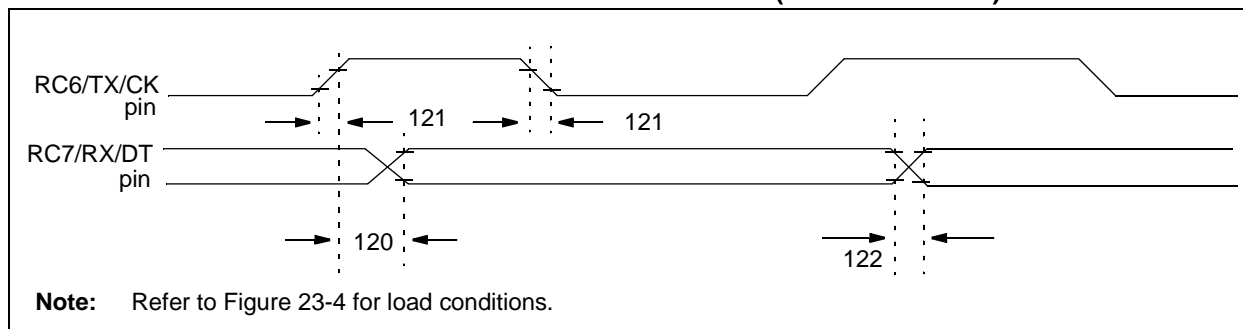 RC6/TX/CK
pin
121
121
RC7/RX/DT
pin
120
122
Note: Refer to Figure 23-4 for load conditions.